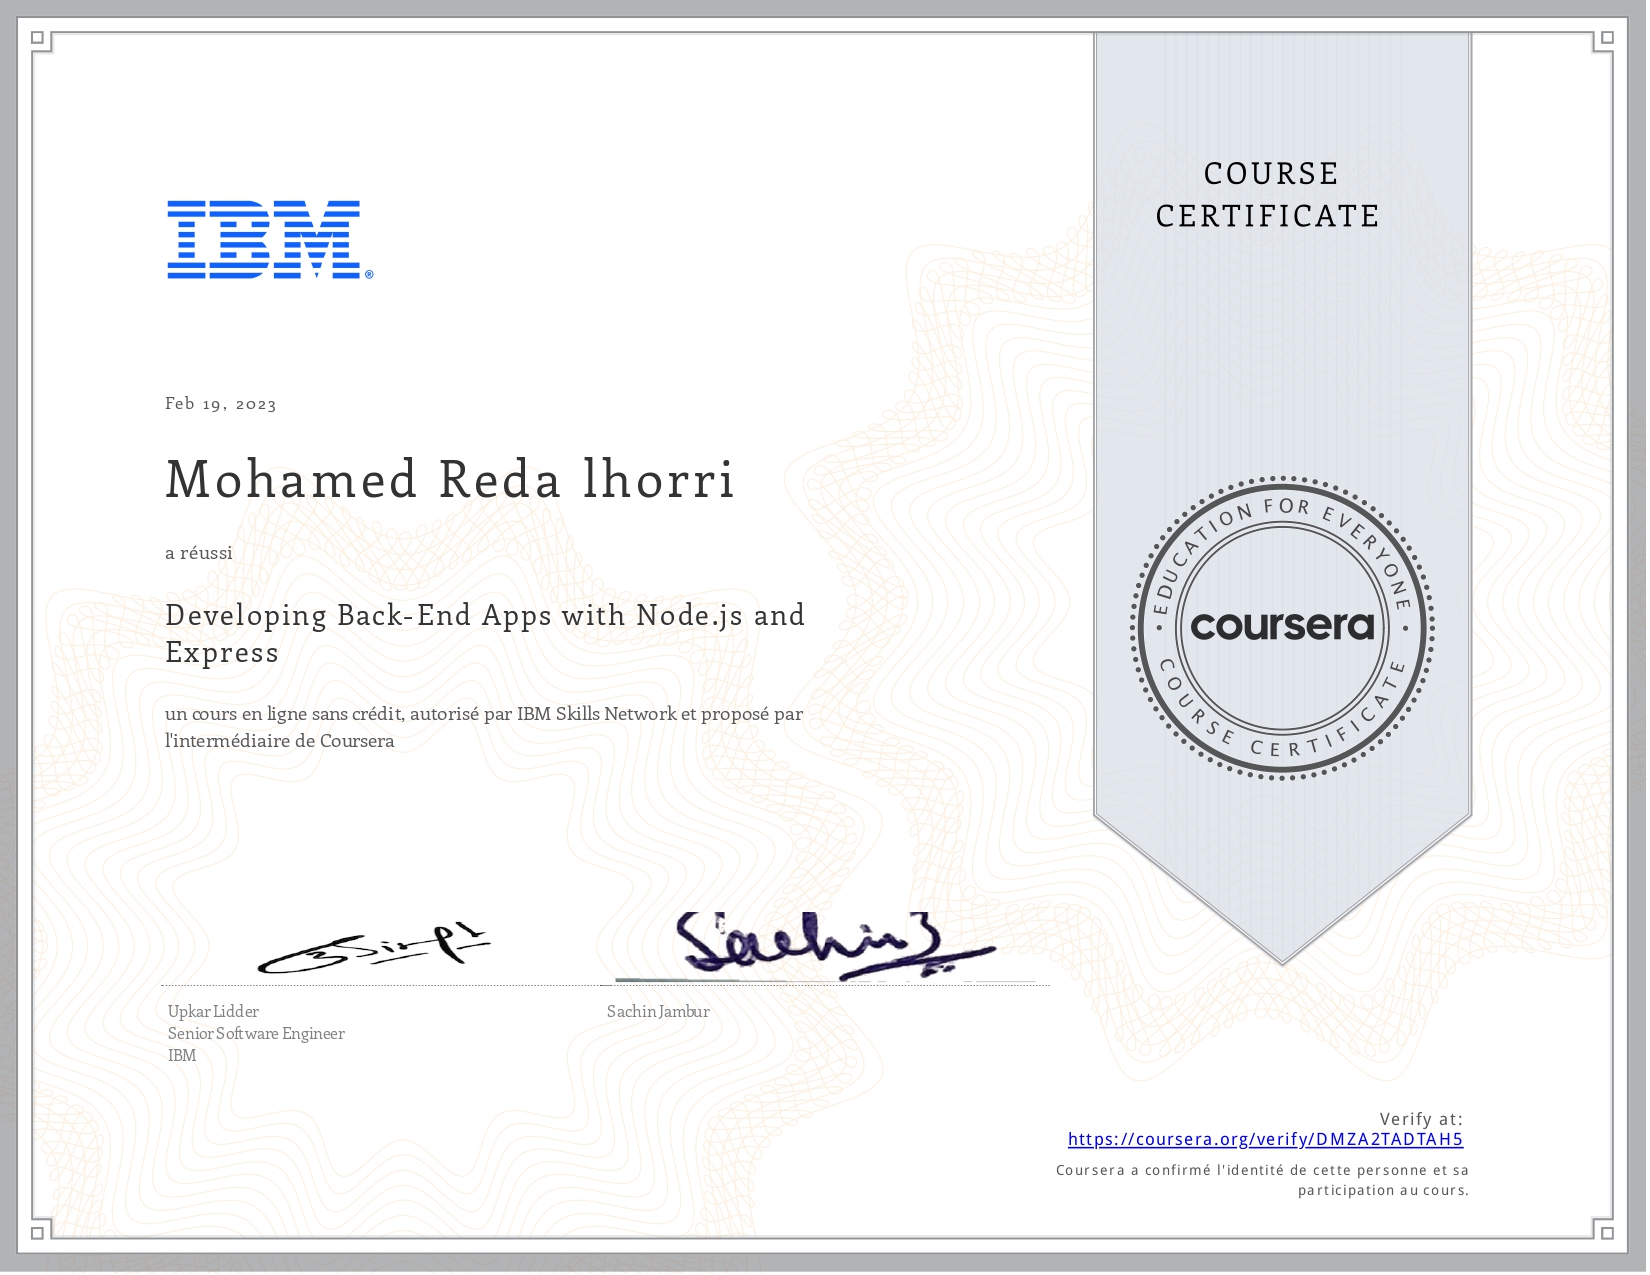 COURSE
CERTIFICATE
IBM®
Feb 19, 2023
Mohamed Reda lhorri
a réussi
Developing Back-End Apps with Node.js and
Express
un cours en ligne sans crédit, autorisé par IBM Skills Network et proposé par
l'intermédiaire de Coursera
EDUCATION FOR EVERYONE
coursera
COURSE CERTIFICATE
Sachin J
Upkar Lidder
Senior Software Engineer
IBM
Sachin Jambur
Verify at:
https://coursera.org/verify/DMZA2TADTAH5
Coursera a confirmé l'identité de cette personne et sa
participation au cours.